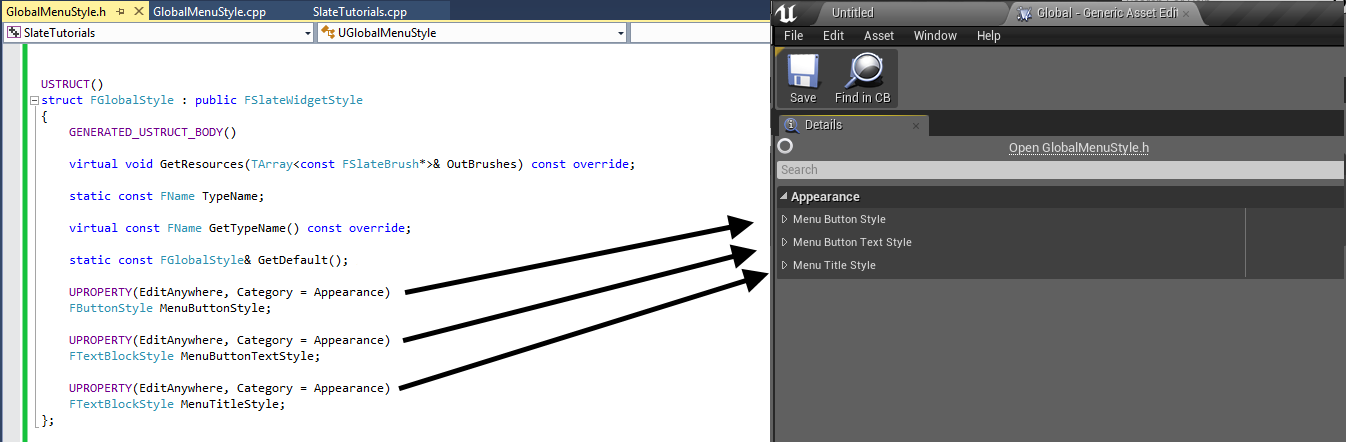 GlobalMenuStyle.h
GlobalMenuStyle.cpp
SlateTutorials.cpp
SlateTutorials
UGlobalMenuStyle
USTRUCT()
struct FGlobalStyle : public FSlateWidgetStyle
{
GENERATED_USTRUCT_BODY()
virtual void GetResources(TArray<const FSlateBrush*>& OutBrushes) const override;
static const FName TypeName;
virtual const FName GetTypeName() const override;
static const FGlobalStyle& GetDefault();
UPROPERTY(EditAnywhere, Category = Appearance)
FButtonStyle MenuButtonStyle;
UPROPERTY(EditAnywhere, Category = Appearance)
FTextBlockStyle MenuButtonTextStyle;
UPROPERTY(EditAnywhere, Category = Appearance)
FTextBlockStyle MenuTitleStyle;
};
Untitled
Global - Generic Asset Edit
File Edit Asset Window Help
Save
Find in CB
Details
Open GlobalMenuStyle.h
Search
Appearance
Menu Button Style
Menu Button Text Style
Menu Title Style